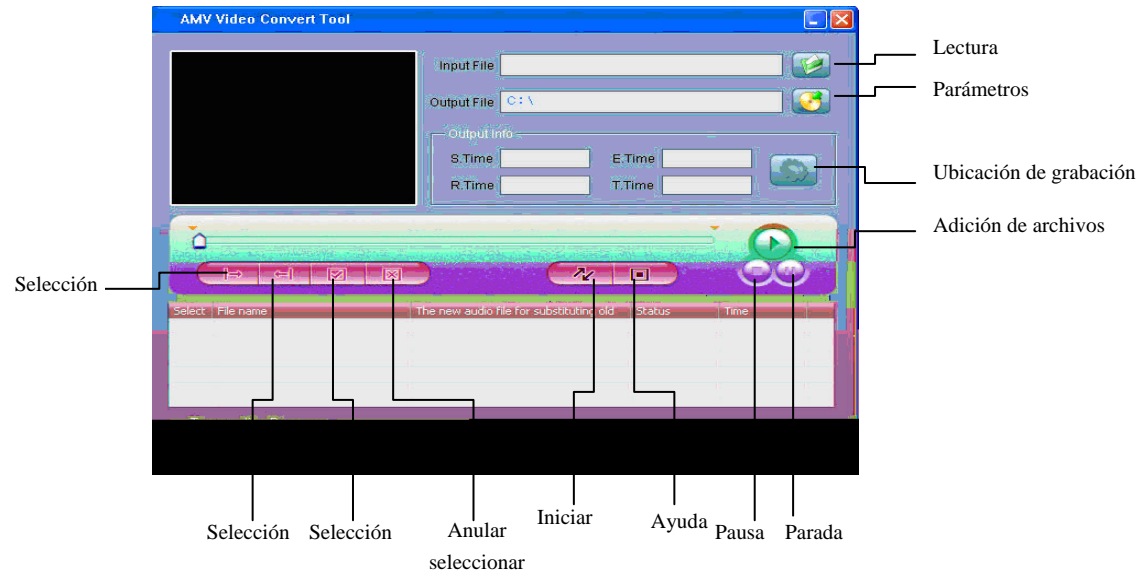 AMV Video Convert Tool
Input File
Output File C:\
Output Info
S.Time E.Time
R.Time T.Time
Select File name The new audio file for substituting old Status Time
Lectura
Parámetros
Ubicación de grabación
Adición de archivos
Selección
Selección
Selección
Anular
seleccionar
Iniciar
Ayuda
Pausa
Parada